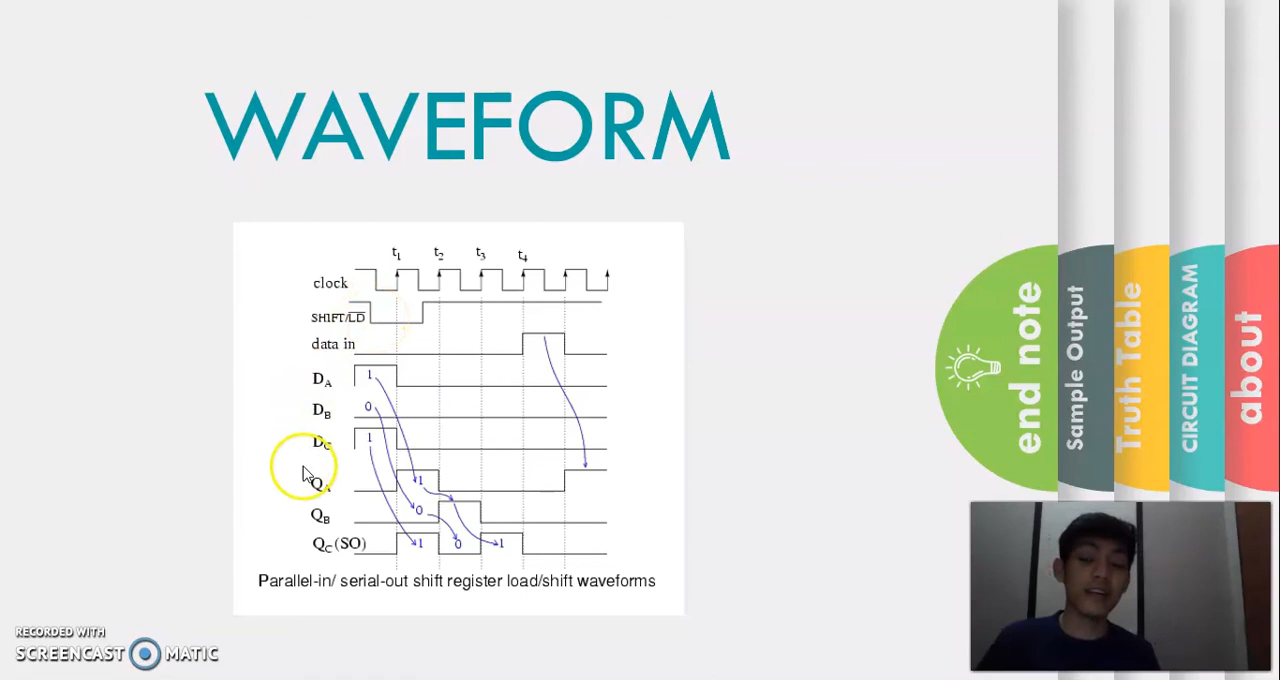 WAVEFORM
t1 t2 t3 t4
clock
SHIFT/LD
data in
DA 1
DB 0
DC 1
QA 1
QB 0
QC(SO) 1 0 1
Parallel-in/ serial-out shift register load/shift waveforms
end note
Sample Output
Truth Table
CIRCUIT DIAGRAM
about
RECORDED WITH
SCREENCAST MATIC